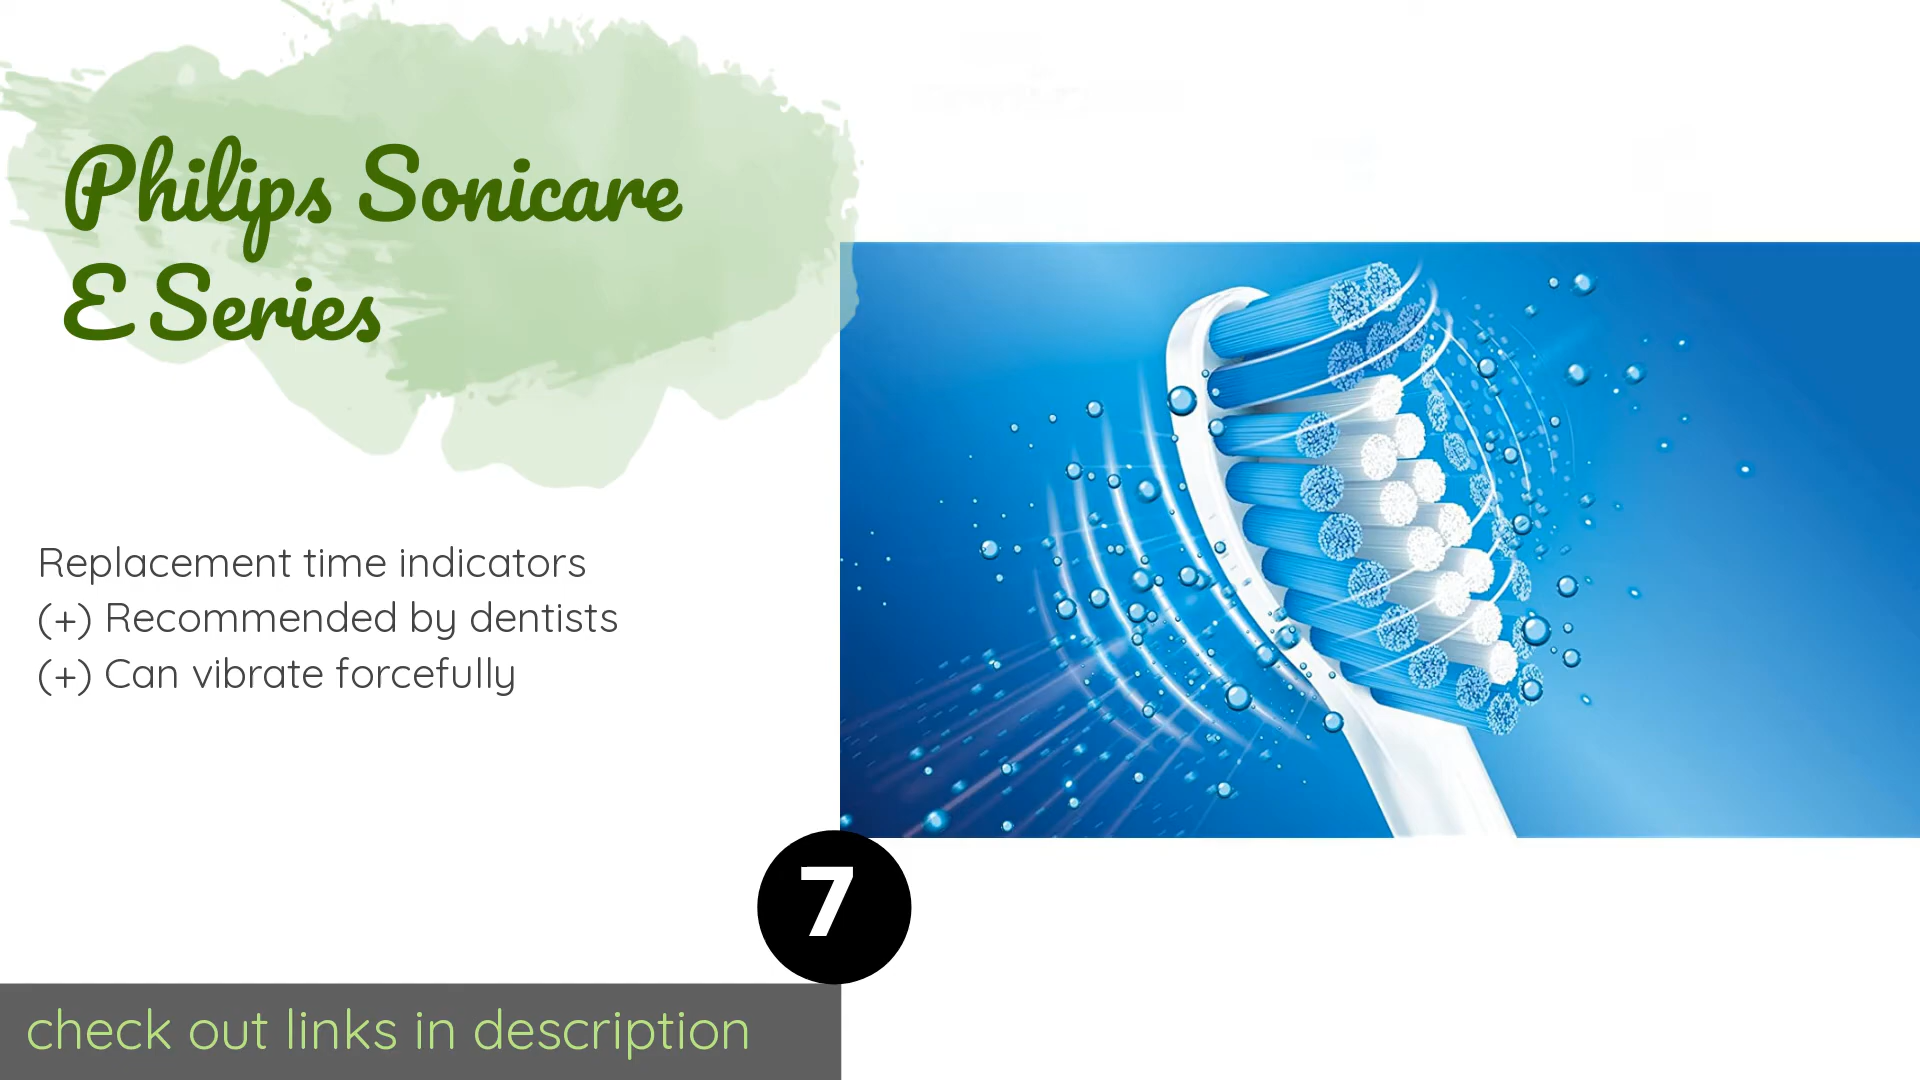 Philips Sonicare
E Series
Replacement time indicators
(+) Recommended by dentists
(+) Can vibrate forcefully
7
check out links in description